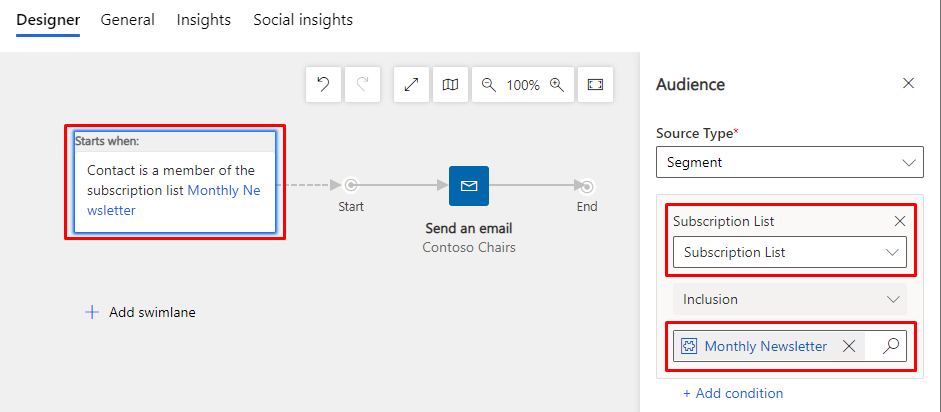 Designer General Insights Social insights
100%
Starts when:
Contact is a member of the
subscription list Monthly Ne
wsletter
Start
Send an email
Contoso Chairs
End
+ Add swimlane
Audience
Source Type*
Segment
Subscription List
Subscription List
Inclusion
Monthly Newsletter
+ Add condition